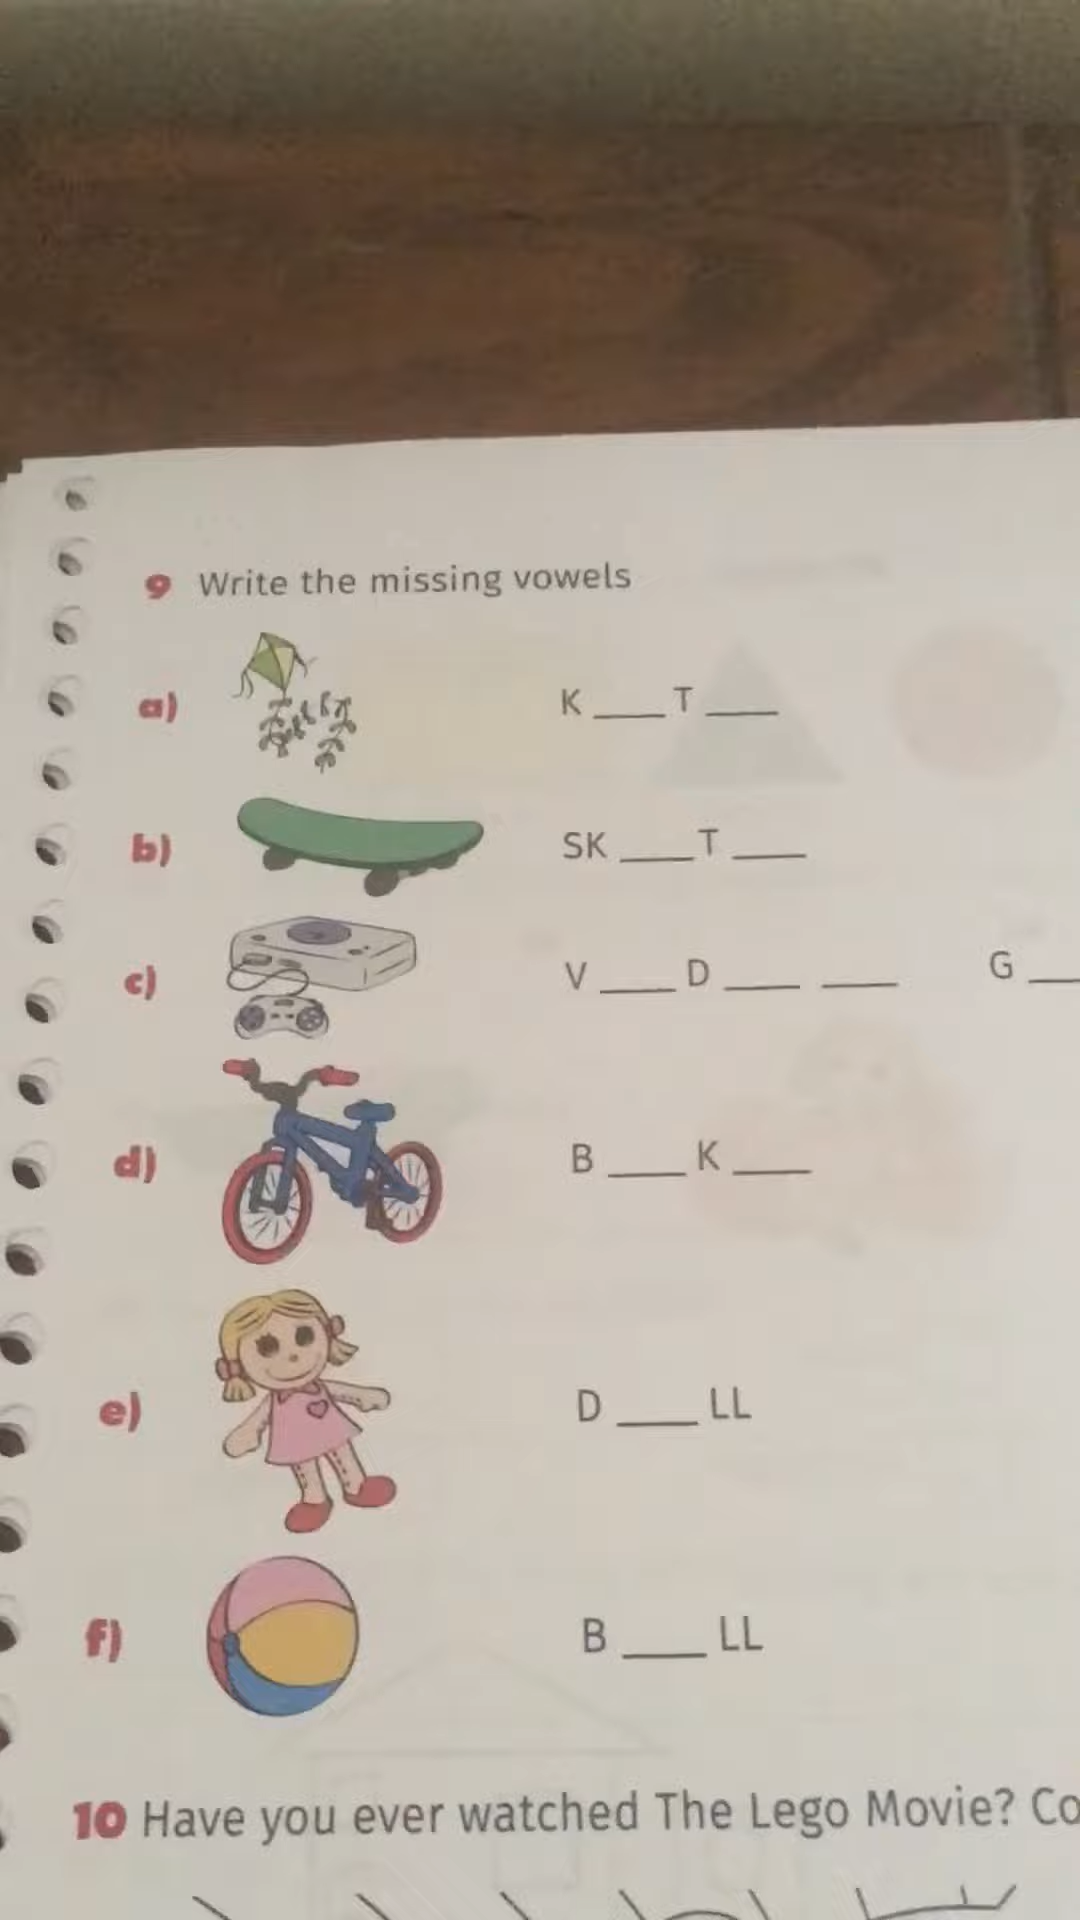 9 Write the missing vowels
a) K ___ T ___
b) SK ___ T ___
c) V ___ D ___ ___ G ___
d) B ___ K ___
e) D ___ LL
f) B ___ LL
10 Have you ever watched The Lego Movie? Co